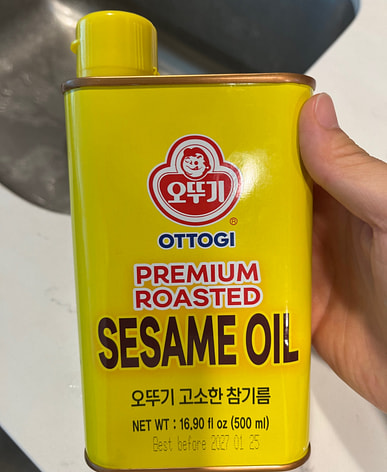 오뚜기
®
OTTOGI
PREMIUM
ROASTED
SESAME OIL
오뚜기 고소한 참기름
NET WT : 16.90 fl oz (500 ml)
Best before 2027 01 25